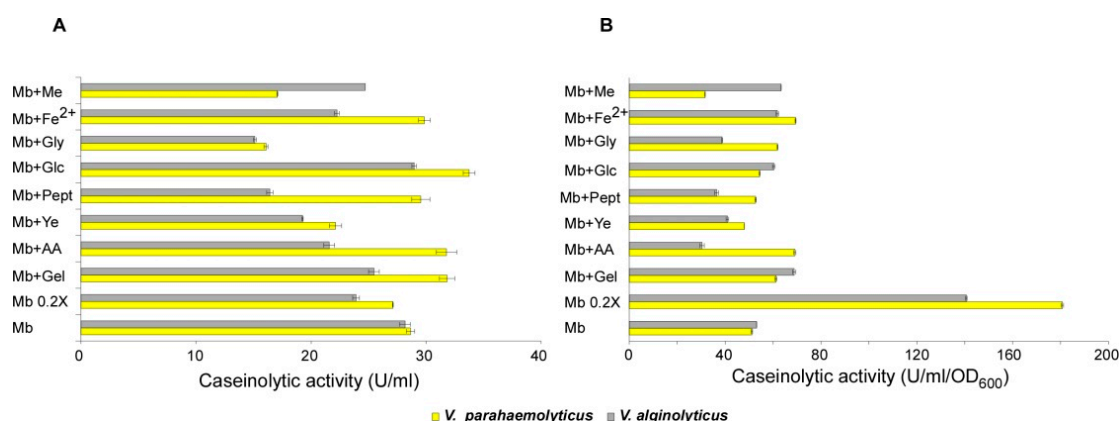 A
Mb+Me
Mb+Fe2+
Mb+Gly
Mb+Glc
Mb+Pept
Mb+Ye
Mb+AA
Mb+Gel
Mb 0.2X
Mb
0 10 20 30 40
Caseinolytic activity (U/ml)
B
Mb+Me
Mb+Fe2+
Mb+Gly
Mb+Glc
Mb+Pept
Mb+Ye
Mb+AA
Mb+Gel
Mb 0.2X
Mb
0 40 80 120 160 200
Caseinolytic activity (U/ml/OD600)
V. parahaemolyticus V. alginolyticus